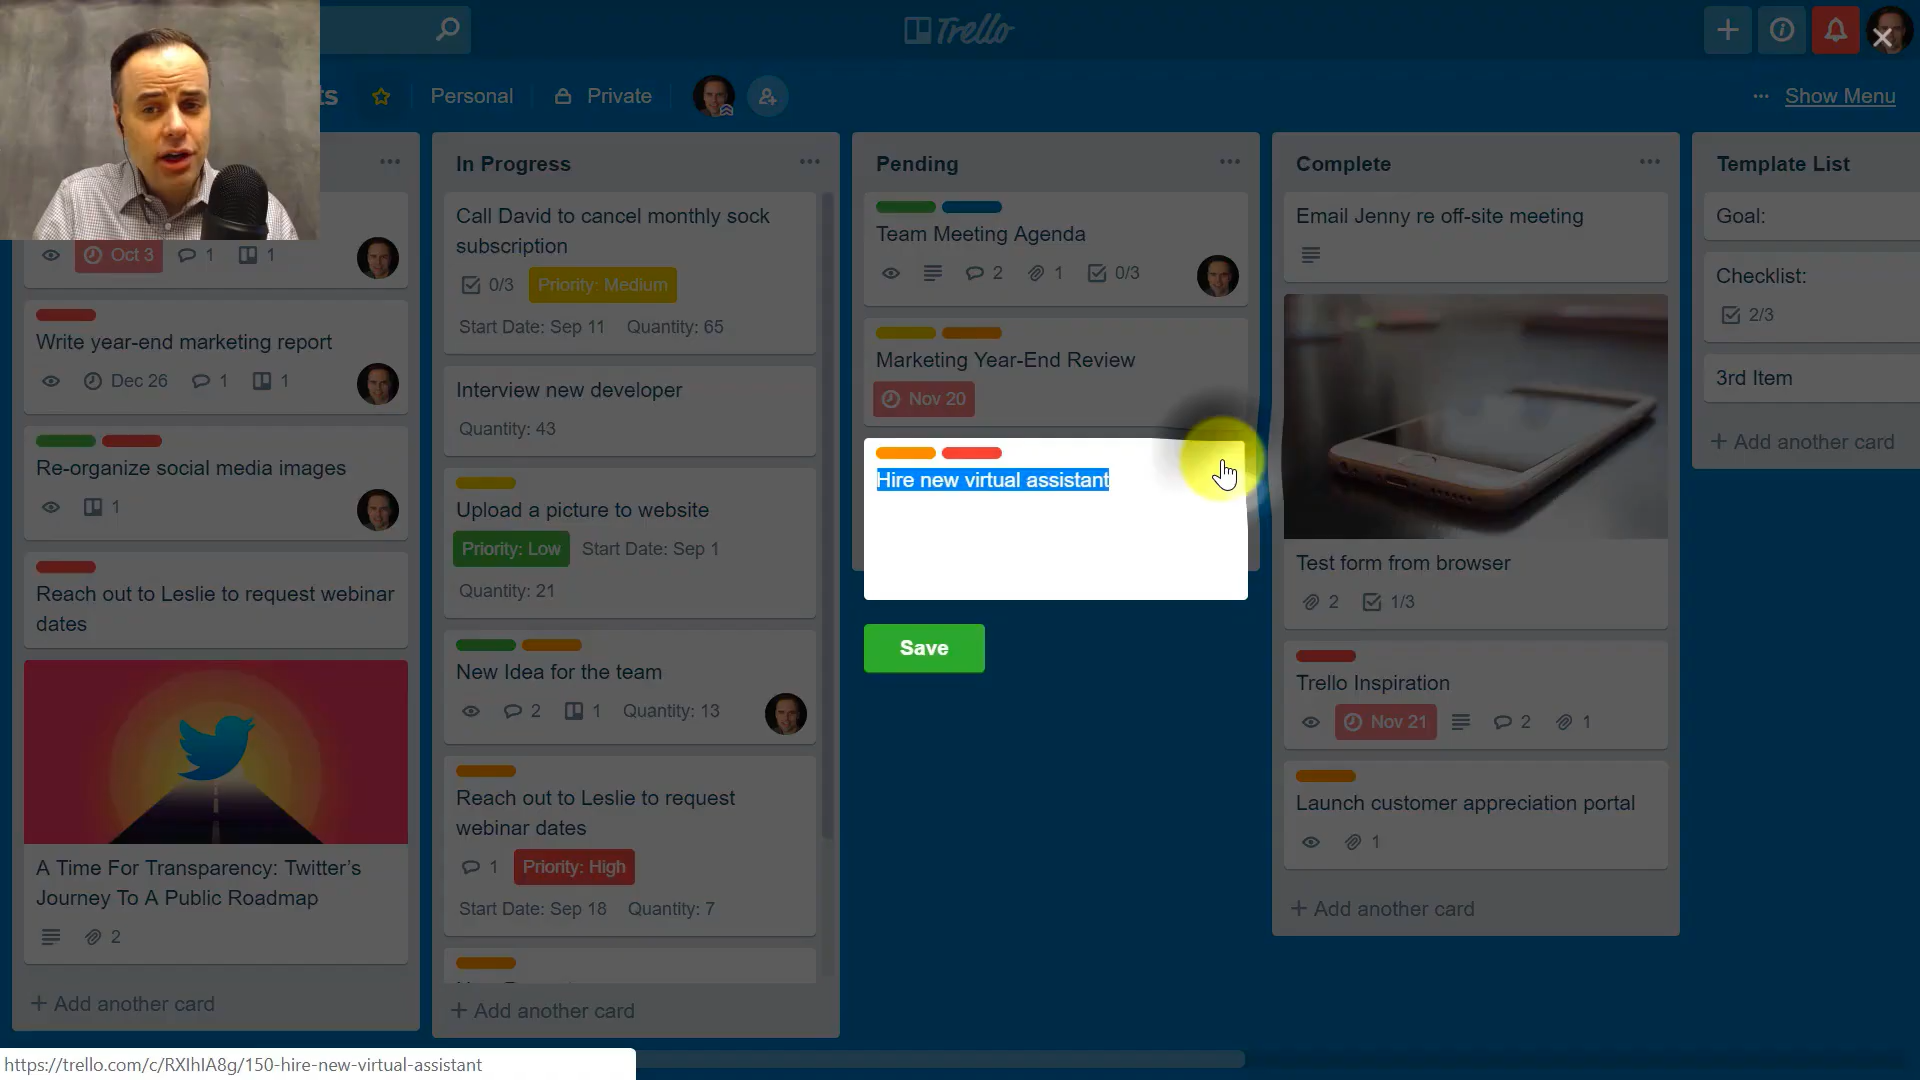 Trello
ts
Personal
Private
Show Menu
Oct 3
1
1
Write year-end marketing report
Dec 26
1
1
Re-organize social media images
1
Reach out to Leslie to request webinar
dates
A Time For Transparency: Twitter’s
Journey To A Public Roadmap
2
+ Add another card
In Progress
Call David to cancel monthly sock
subscription
0/3
Priority: Medium
Start Date: Sep 11
Quantity: 65
Interview new developer
Quantity: 43
Upload a picture to website
Priority: Low
Start Date: Sep 1
Quantity: 21
New Idea for the team
2
1
Quantity: 13
Reach out to Leslie to request
webinar dates
1
Priority: High
Start Date: Sep 18
Quantity: 7
+ Add another card
Pending
Team Meeting Agenda
2
1
0/3
Marketing Year-End Review
Nov 20
Hire new virtual assistant
Save
Complete
Email Jenny re off-site meeting
Test form from browser
2
1/3
Trello Inspiration
Nov 21
2
1
Launch customer appreciation portal
1
+ Add another card
Template List
Goal:
Checklist:
2/3
3rd Item
+ Add another card
https://trello.com/c/RXIhIA8g/150-hire-new-virtual-assistant